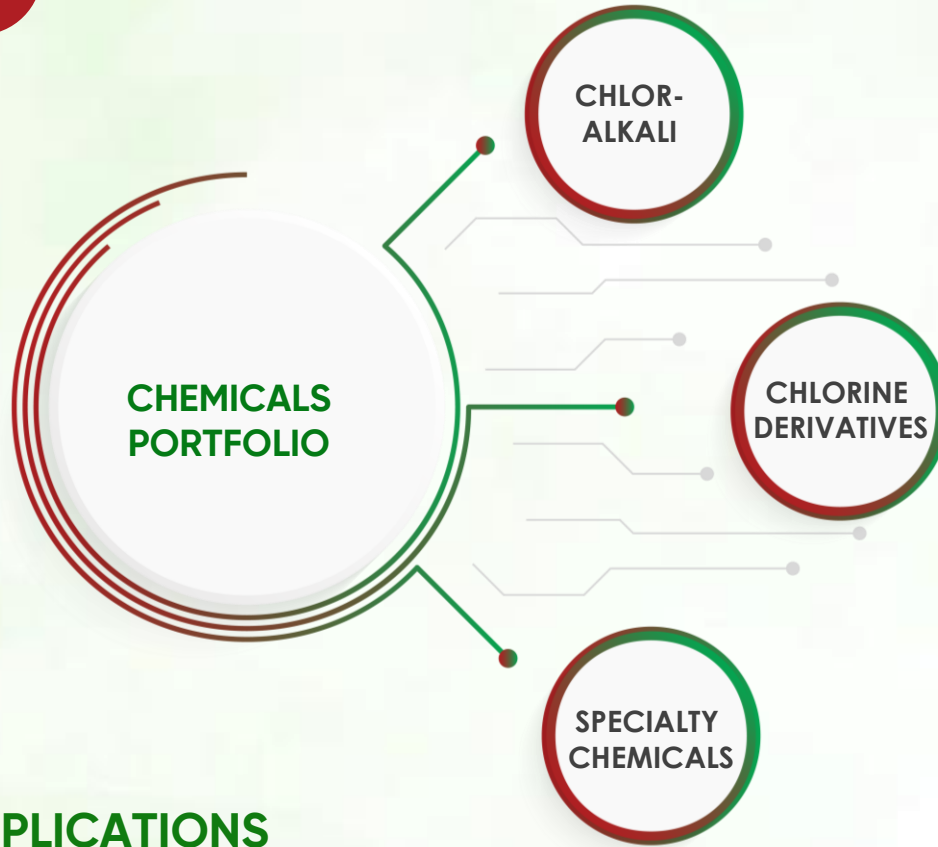 CHLOR-
ALKALI
CHEMICALS
PORTFOLIO
CHLORINE
DERIVATIVES
SPECIALTY
CHEMICALS
PLICATIONS